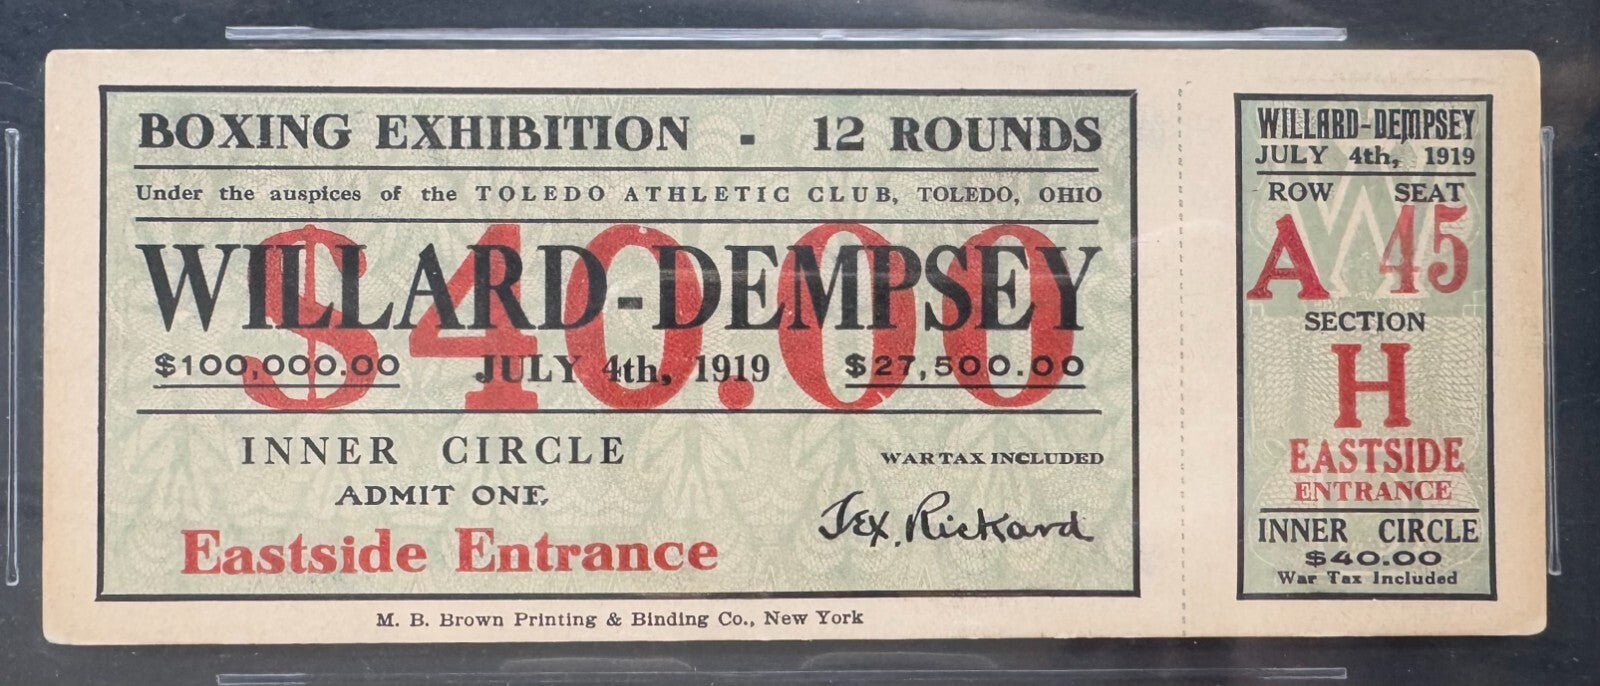 BOXING EXHIBITION - 12 ROUNDS
Under the auspices of the TOLEDO ATHLETIC CLUB, TOLEDO, OHIO
$40.00
WILLARD-DEMPSEY
$100,000.00 JULY 4th, 1919 $27,500.00
INNER CIRCLE
WAR TAX INCLUDED
ADMIT ONE,
Tex. Rickard
Eastside Entrance
M. B. Brown Printing & Binding Co., New York
WILLARD-DEMPSEY
JULY 4th, 1919
ROW SEAT
A 45
SECTION
H
EASTSIDE
ENTRANCE
INNER CIRCLE
$40.00
War Tax Included